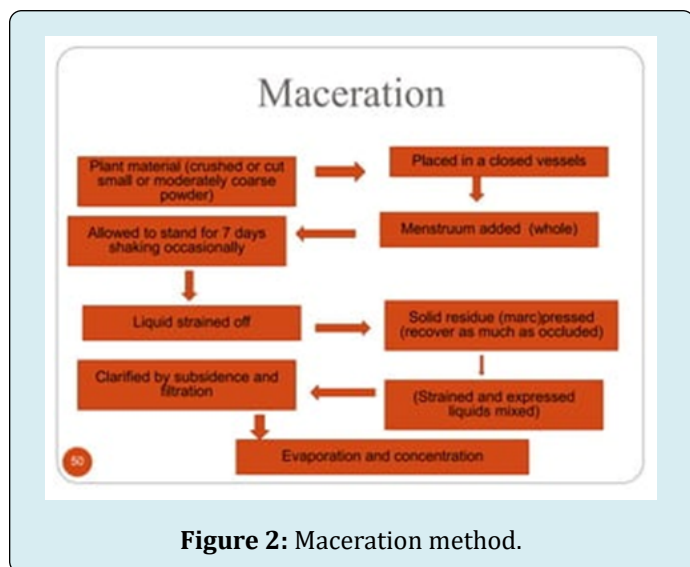 Maceration
Plant material (crushed or cut
small or moderately coarse
powder)
Placed in a closed vessels
Menstruum added (whole)
Allowed to stand for 7 days
shaking occasionally
Liquid strained off
Solid residue (marc)pressed
(recover as much as occluded)
(Strained and expressed
liquids mixed)
Clarified by subsidence and
filtration
Evaporation and concentration
50
Figure 2: Maceration method.